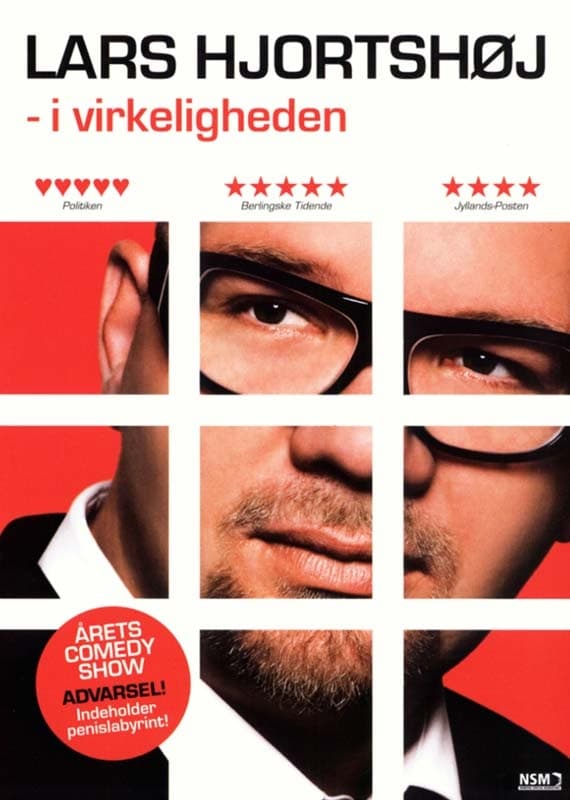 LARS HJORTSHØJ
- i virkeligheden
♥♥♥♥♥ ★★★★★ ★★★★
Politiken Berlingske Tidende Jyllands-Posten
ÅRETS
COMEDY
SHOW
ADVARSEL!
Indeholder
penislabyrint!
NSM